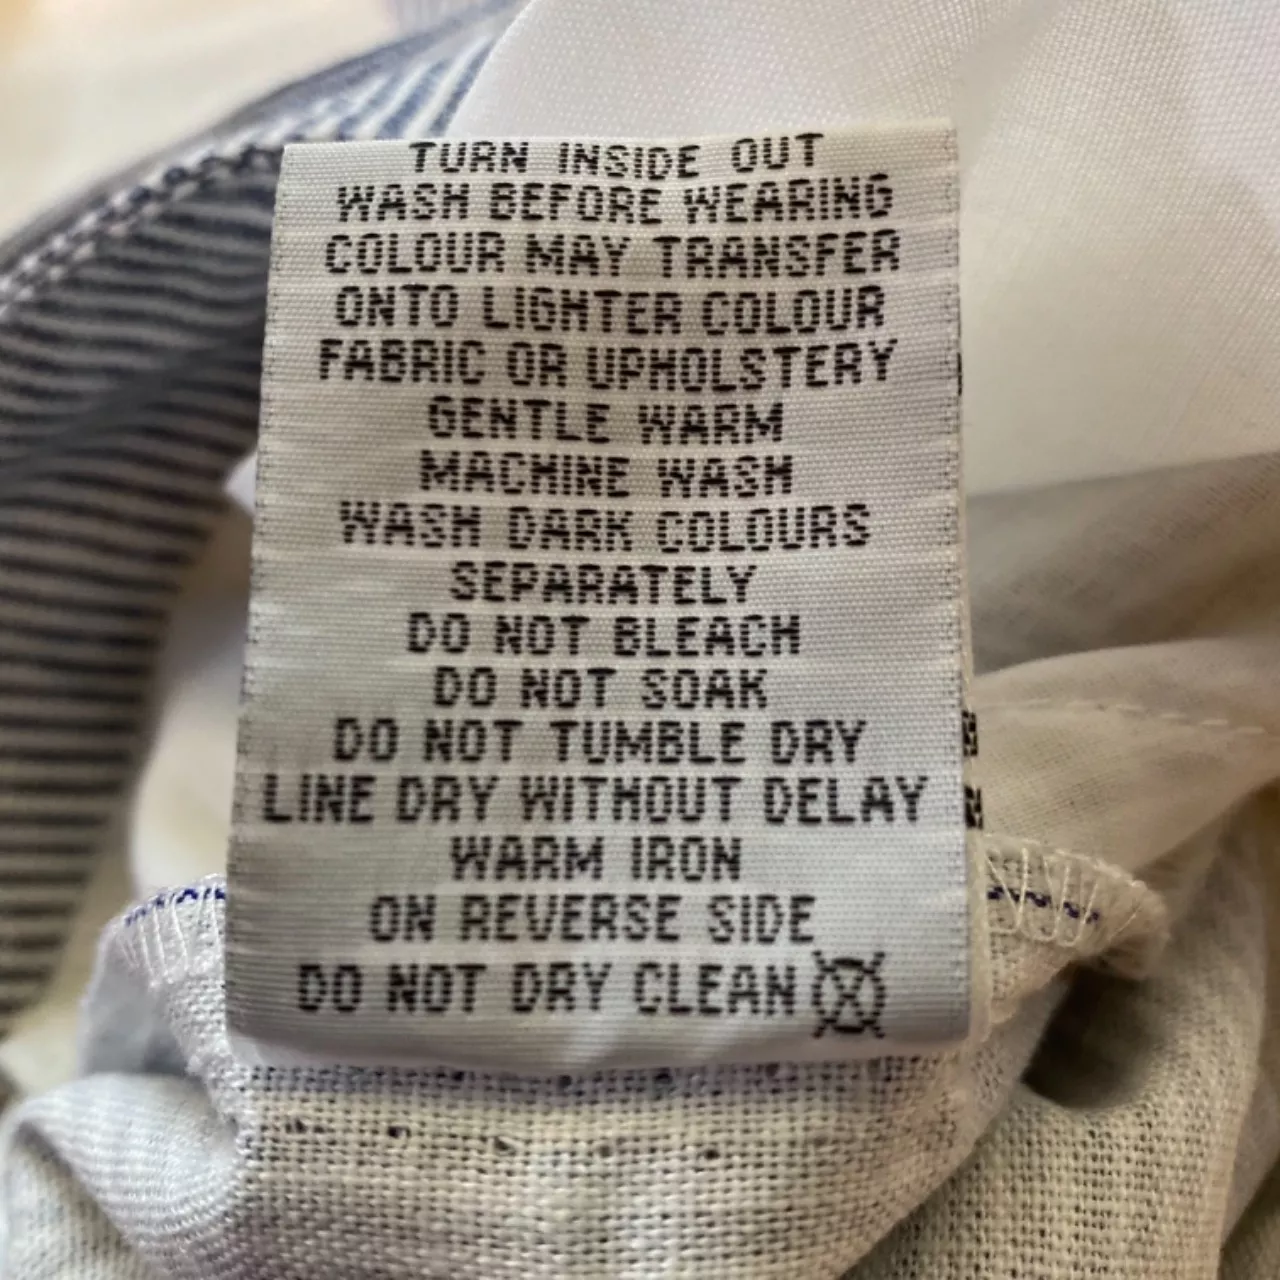 TURN INSIDE OUT
WASH BEFORE WEARING
COLOUR MAY TRANSFER
ONTO LIGHTER COLOUR
FABRIC OR UPHOLSTERY
GENTLE WARM
MACHINE WASH
WASH DARK COLOURS
SEPARATELY
DO NOT BLEACH
DO NOT SOAK
DO NOT TUMBLE DRY
LINE DRY WITHOUT DELAY
WARM IRON
ON REVERSE SIDE
DO NOT DRY CLEAN